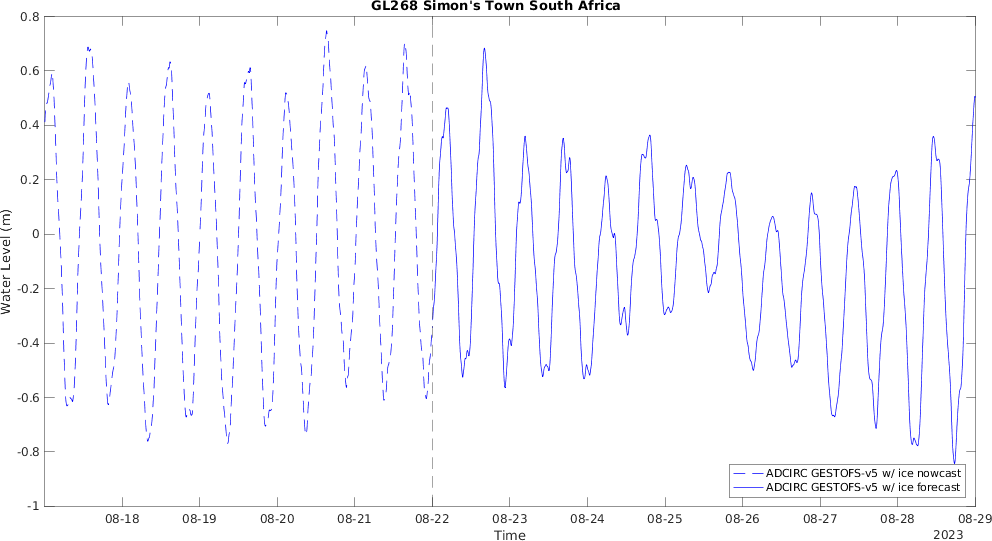 GL268 Simon's Town South Africa
Water Level (m)
0.8
0.6
0.4
0.2
0
-0.2
-0.4
-0.6
-0.8
-1
ADCIRC GESTOFS-v5 w/ ice nowcast
ADCIRC GESTOFS-v5 w/ ice forecast
08-18 08-19 08-20 08-21 08-22 08-23 08-24 08-25 08-26 08-27 08-28 08-29
Time
2023